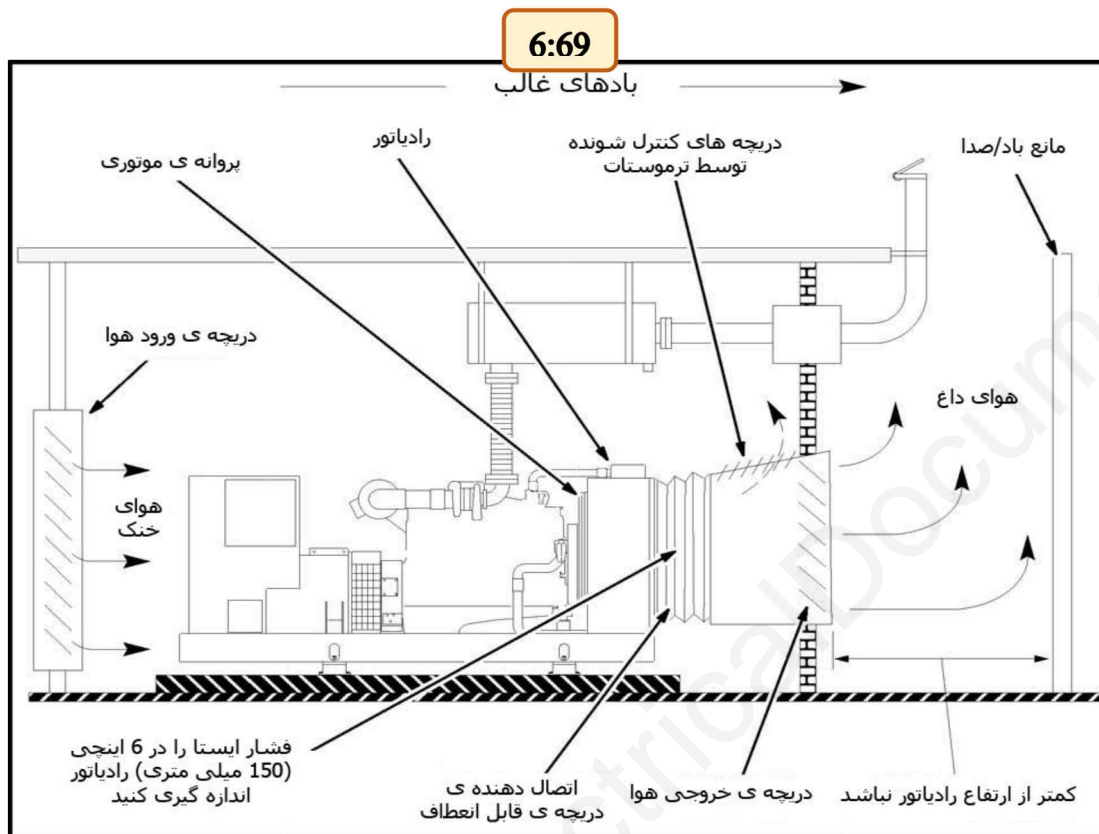 6:69
بادهای غالب
مانع باد/صدا
دریچه های کنترل شونده
توسط ترموستات
رادیاتور
پروانه ی موتوری
دریچه ی ورود هوا
هوای داغ
هوای
خنک
کمتر از ارتفاع رادیاتور نباشد
دریچه ی خروجی هوا
اتصال دهنده ی
دریچه ی قابل انعطاف
فشار ایستا را در 6 اینچی
(150 میلی متری) رادیاتور
اندازه گیری کنید